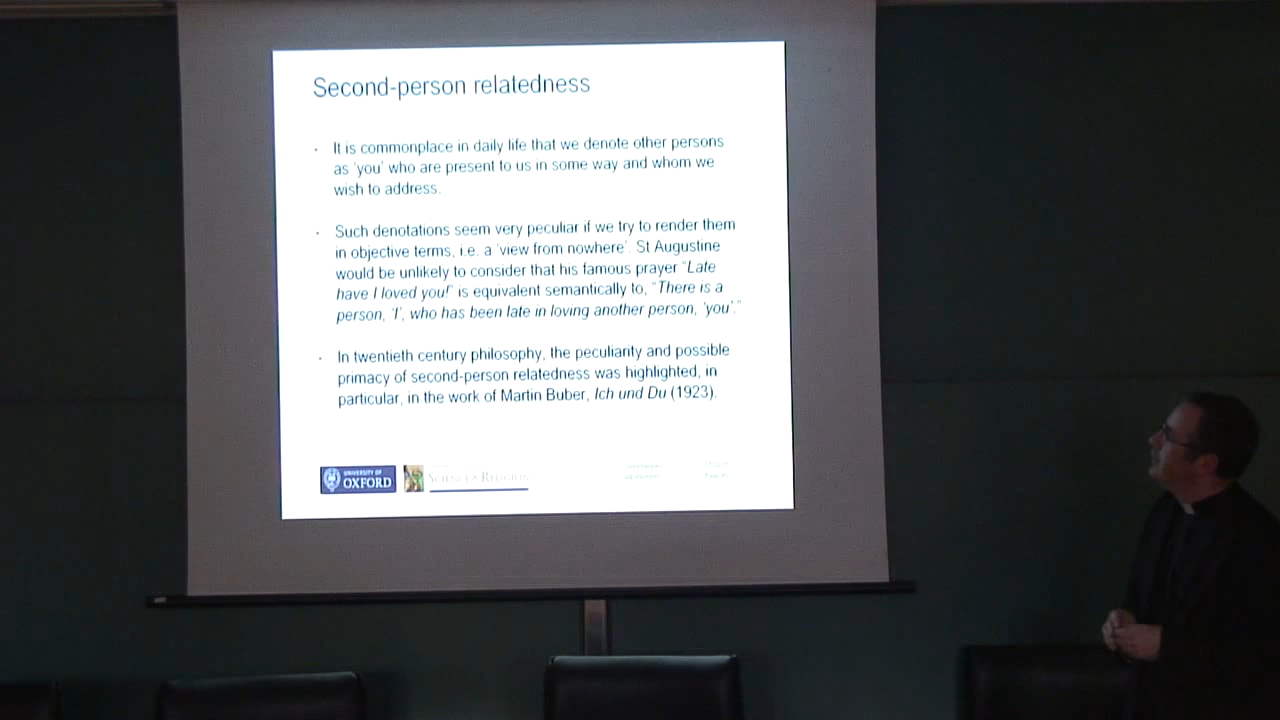 Second-person relatedness
· It is commonplace in daily life that we denote other persons
as 'you' who are present to us in some way and whom we
wish to address.
· Such denotations seem very peculiar if we try to render them
in objective terms, i.e. a 'view from nowhere'. St Augustine
would be unlikely to consider that his famous prayer "Late
have I loved you!" is equivalent semantically to, "There is a
person, 'I', who has been late in loving another person, 'you'."
· In twentieth century philosophy, the peculiarity and possible
primacy of second-person relatedness was highlighted, in
particular, in the work of Martin Buber, Ich und Du (1923).
UNIVERSITY OF
OXFORD
SCIENCE & RELIGION